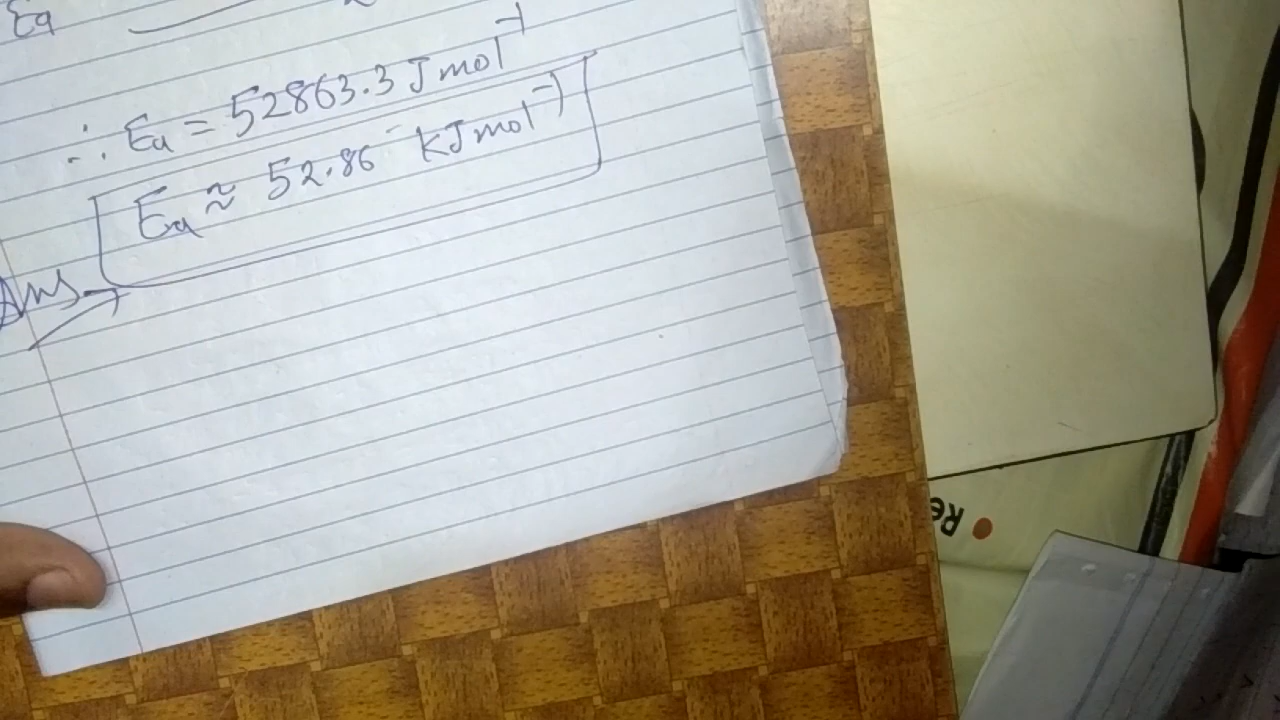 Ea
∴ Ea = 52863.3 J mol⁻¹
Ea ≈ 52.86 kJ mol⁻¹
Ans
Re